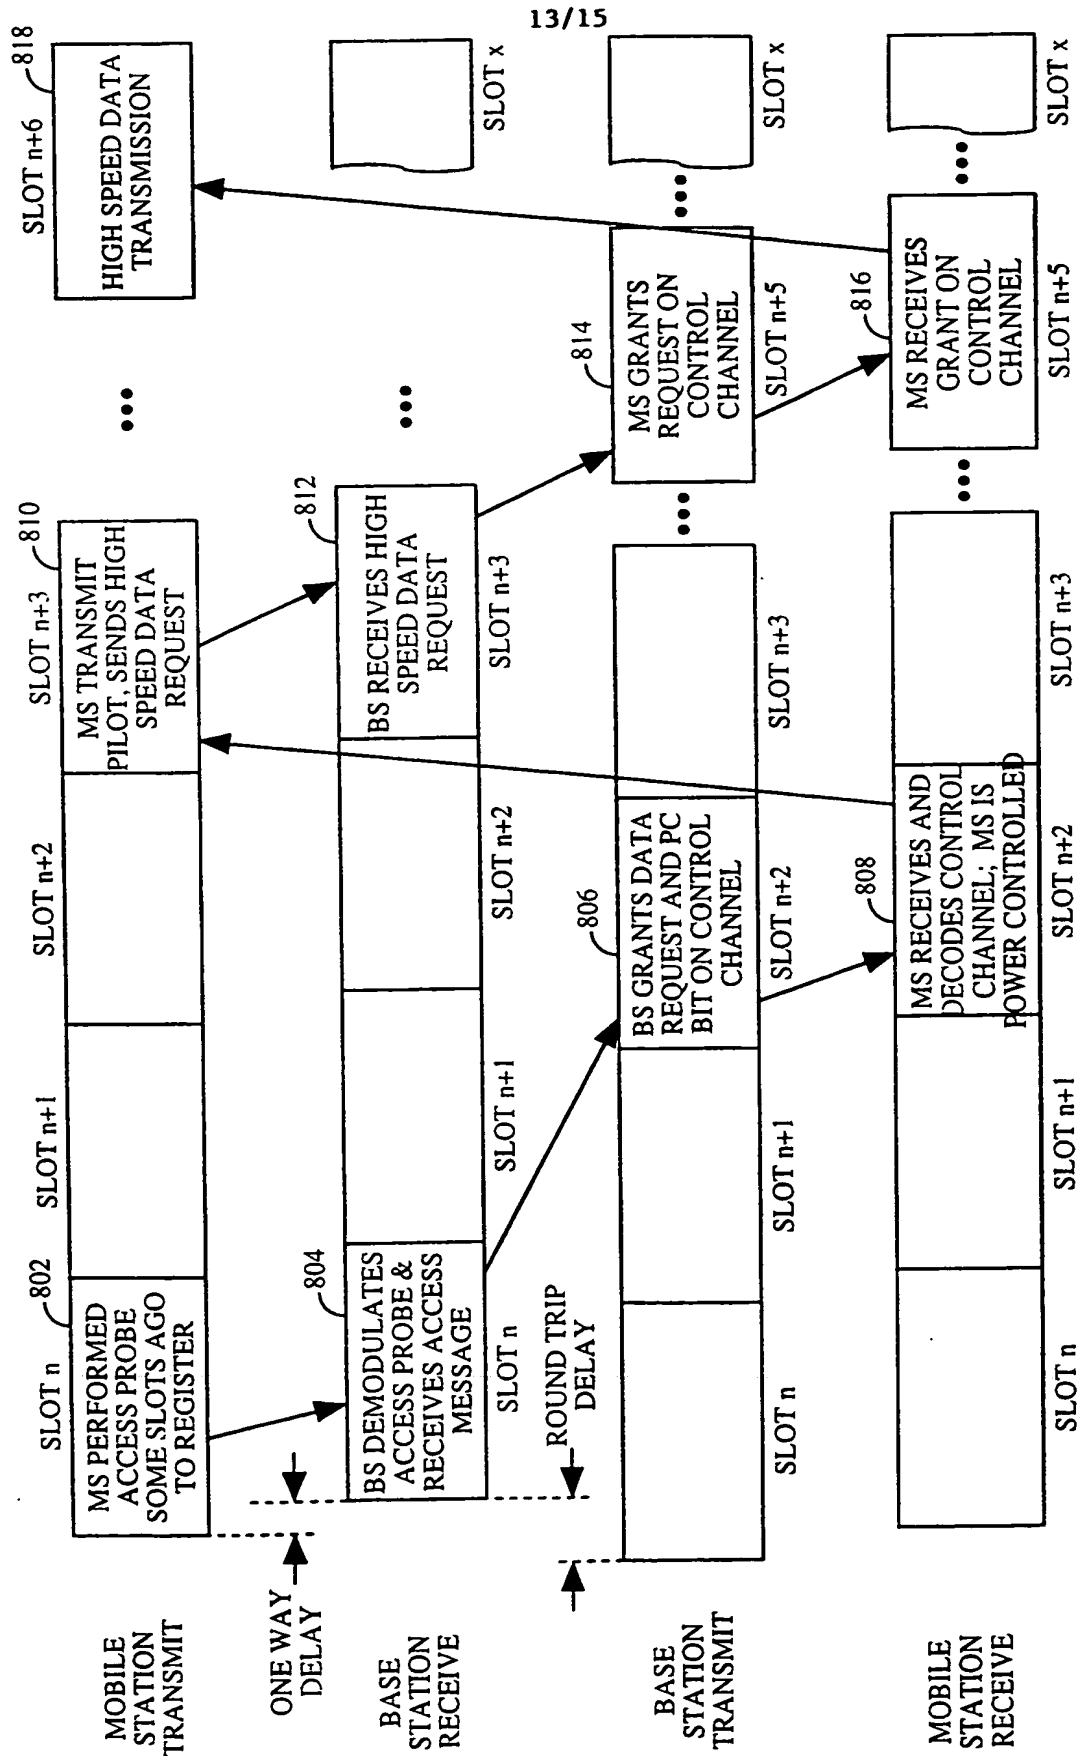 13/15
MOBILE
STATION
TRANSMIT
SLOT n
802
MS PERFORMED
ACCESS PROBE
SOME SLOTS AGO
TO REGISTER
SLOT n+1
SLOT n+2
SLOT n+3
810
MS TRANSMIT
PILOT, SENDS HIGH
SPEED DATA
REQUEST
•••
SLOT n+6
818
HIGH SPEED DATA
TRANSMISSION
ONE WAY
DELAY
BASE
STATION
RECEIVE
804
BS DEMODULATES
ACCESS PROBE &
RECEIVES ACCESS
MESSAGE
SLOT n
SLOT n+1
SLOT n+2
812
BS RECEIVES HIGH
SPEED DATA
REQUEST
SLOT n+3
•••
SLOT x
ROUND TRIP
DELAY
BASE
STATION
TRANSMIT
SLOT n
SLOT n+1
806
BS GRANTS DATA
REQUEST AND PC
BIT ON CONTROL
CHANNEL
SLOT n+2
SLOT n+3
•••
814
MS GRANTS
REQUEST ON
CONTROL
CHANNEL
SLOT n+5
•••
SLOT x
MOBILE
STATION
RECEIVE
SLOT n
SLOT n+1
808
MS RECEIVES AND
DECODES CONTROL
CHANNEL; MS IS
POWER CONTROLLED
SLOT n+2
SLOT n+3
•••
816
MS RECEIVES
GRANT ON
CONTROL
CHANNEL
SLOT n+5
•••
SLOT x